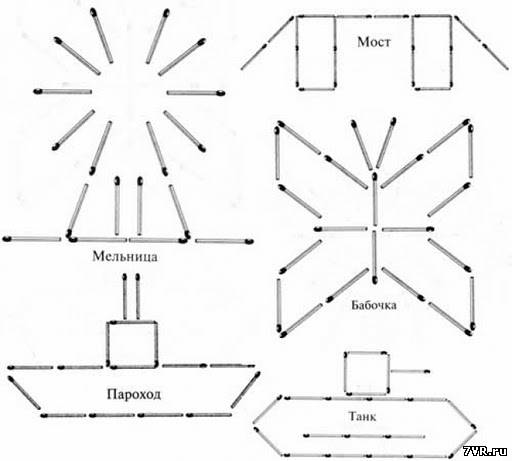 Мост
Мельница
Бабочка
Пароход
Танк
7VR.ru